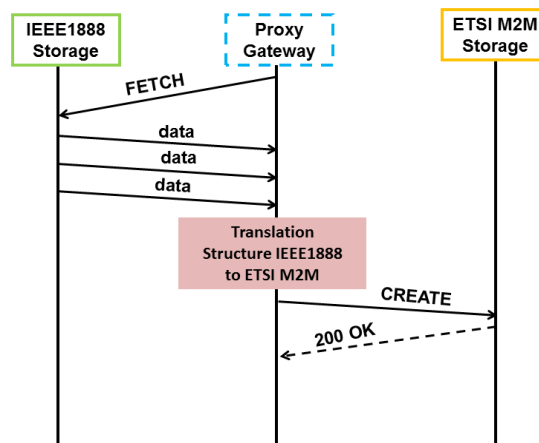 IEEE1888
Storage
Proxy
Gateway
ETSI M2M
Storage
FETCH
data
data
data
Translation
Structure IEEE1888
to ETSI M2M
CREATE
200 OK